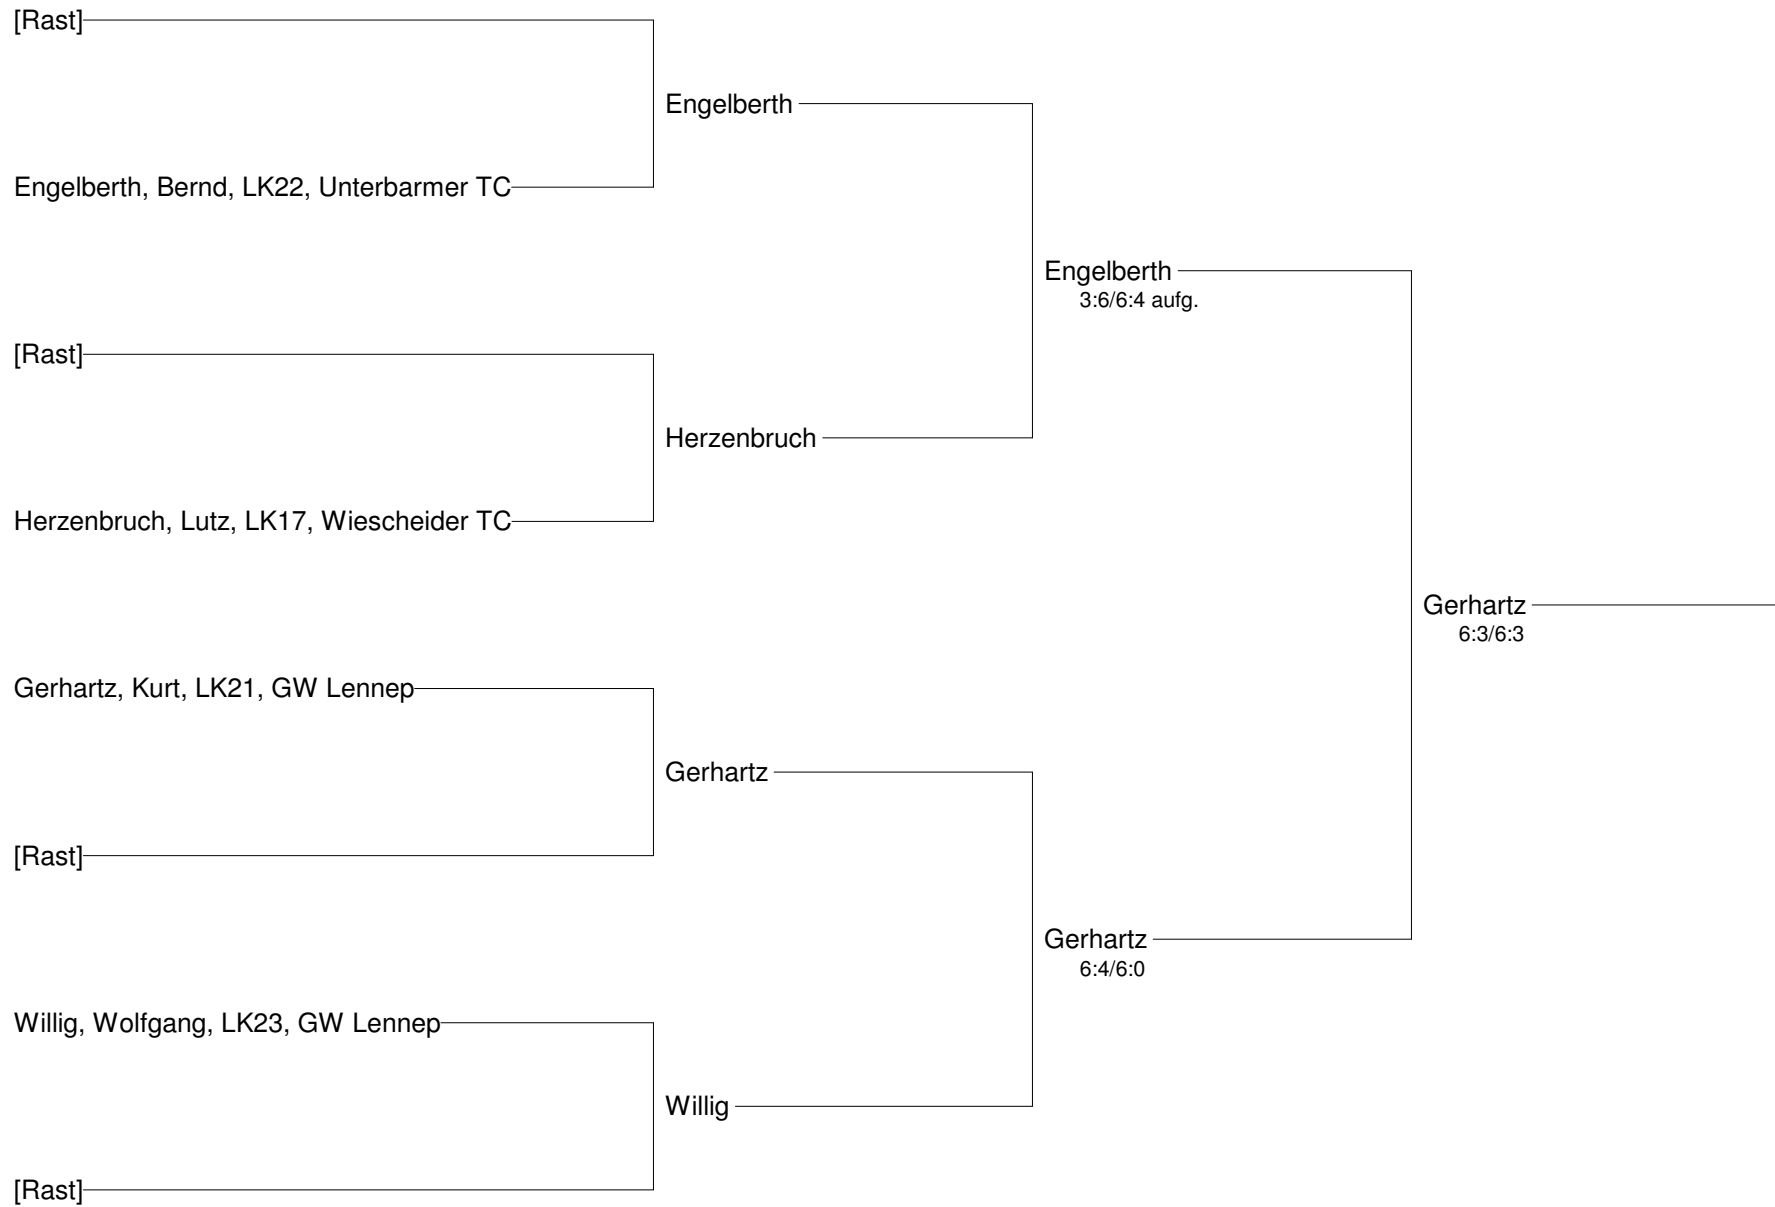 [Rast]
Engelberth
Engelberth, Bernd, LK22, Unterbarmer TC
Engelberth
3:6/6:4 aufg.
[Rast]
Herzenbruch
Herzenbruch, Lutz, LK17, Wiescheider TC
Gerhartz
6:3/6:3
Gerhartz, Kurt, LK21, GW Lennep
Gerhartz
[Rast]
Gerhartz
6:4/6:0
Willig, Wolfgang, LK23, GW Lennep
Willig
[Rast]